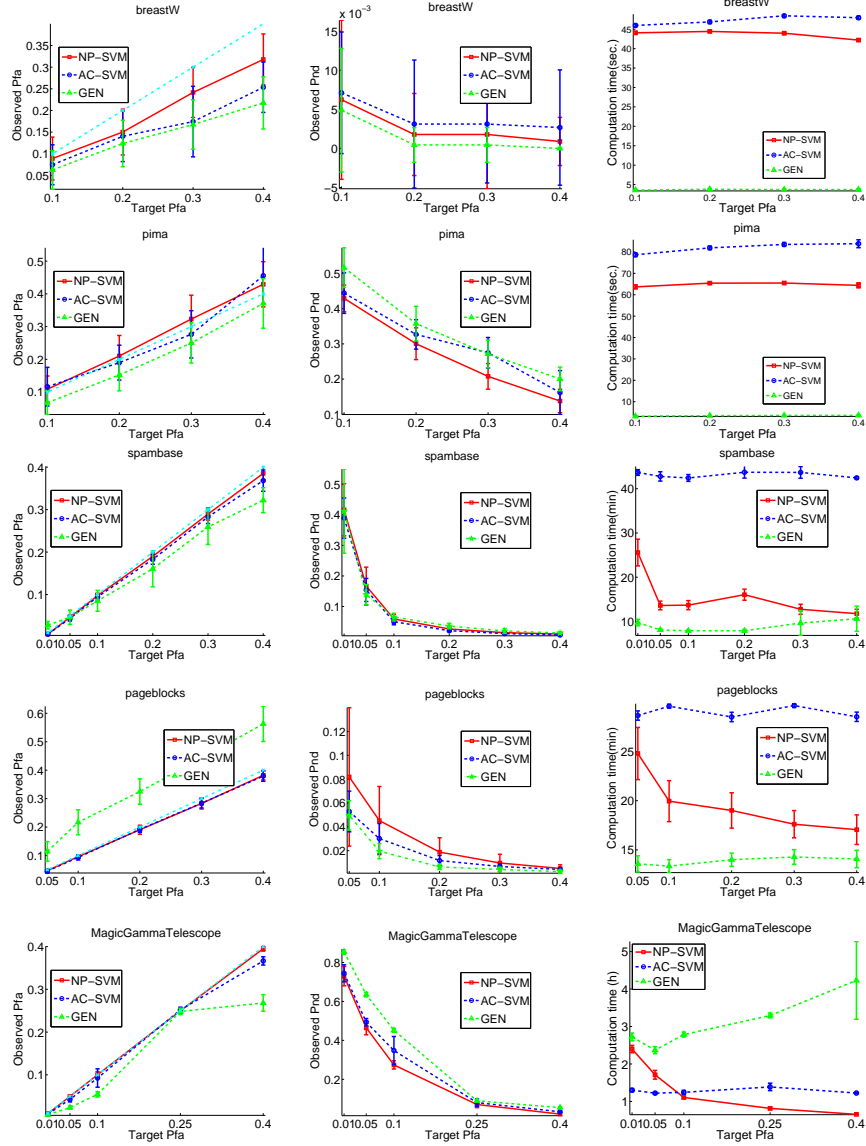 breastW
Observed Pfa
0.35
0.3
0.25
0.2
0.15
0.1
0.05
NP−SVM
AC−SVM
GEN
0.1 0.2 0.3 0.4
Target Pfa
breastW
x 10⁻³
Observed Pnd
15
10
5
0
−5
NP−SVM
AC−SVM
GEN
0.1 0.2 0.3 0.4
Target Pfa
breastW
Computation time(sec.)
45
40
35
30
25
20
15
10
5
NP−SVM
AC−SVM
GEN
0.1 0.2 0.3 0.4
Target Pfa
pima
Observed Pfa
0.5
0.4
0.3
0.2
0.1
NP−SVM
AC−SVM
GEN
0.1 0.2 0.3 0.4
Target Pfa
pima
Observed Pnd
0.5
0.4
0.3
0.2
0.1
NP−SVM
AC−SVM
GEN
0.1 0.2 0.3 0.4
Target Pfa
pima
Computation time(sec.)
80
70
60
50
40
30
20
10
NP−SVM
AC−SVM
GEN
0.1 0.2 0.3 0.4
Target Pfa
spambase
Observed Pfa
0.4
0.3
0.2
0.1
NP−SVM
AC−SVM
GEN
0.01 0.05 0.1 0.2 0.3 0.4
Target Pfa
spambase
Observed Pnd
0.5
0.4
0.3
0.2
0.1
NP−SVM
AC−SVM
GEN
0.01 0.05 0.1 0.2 0.3 0.4
Target Pfa
spambase
Computation time(min)
40
30
20
10
NP−SVM
AC−SVM
GEN
0.01 0.05 0.1 0.2 0.3 0.4
Target Pfa
pageblocks
Observed Pfa
0.6
0.5
0.4
0.3
0.2
0.1
NP−SVM
AC−SVM
GEN
0.05 0.1 0.2 0.3 0.4
Target Pfa
pageblocks
Observed Pnd
0.12
0.1
0.08
0.06
0.04
0.02
NP−SVM
AC−SVM
GEN
0.05 0.1 0.2 0.3 0.4
Target Pfa
pageblocks
Computation time(min)
25
20
15
NP−SVM
AC−SVM
GEN
0.05 0.1 0.2 0.3 0.4
Target Pfa
MagicGammaTelescope
Observed Pfa
0.4
0.3
0.2
0.1
NP−SVM
AC−SVM
GEN
0.01 0.05 0.1 0.25 0.4
Target Pfa
MagicGammaTelescope
Observed Pnd
0.8
0.6
0.4
0.2
NP−SVM
AC−SVM
GEN
0.01 0.05 0.1 0.25 0.4
Target Pfa
MagicGammaTelescope
Computation time (h)
5
4
3
2
1
NP−SVM
AC−SVM
GEN
0.01 0.05 0.1 0.25 0.4
Target Pfa